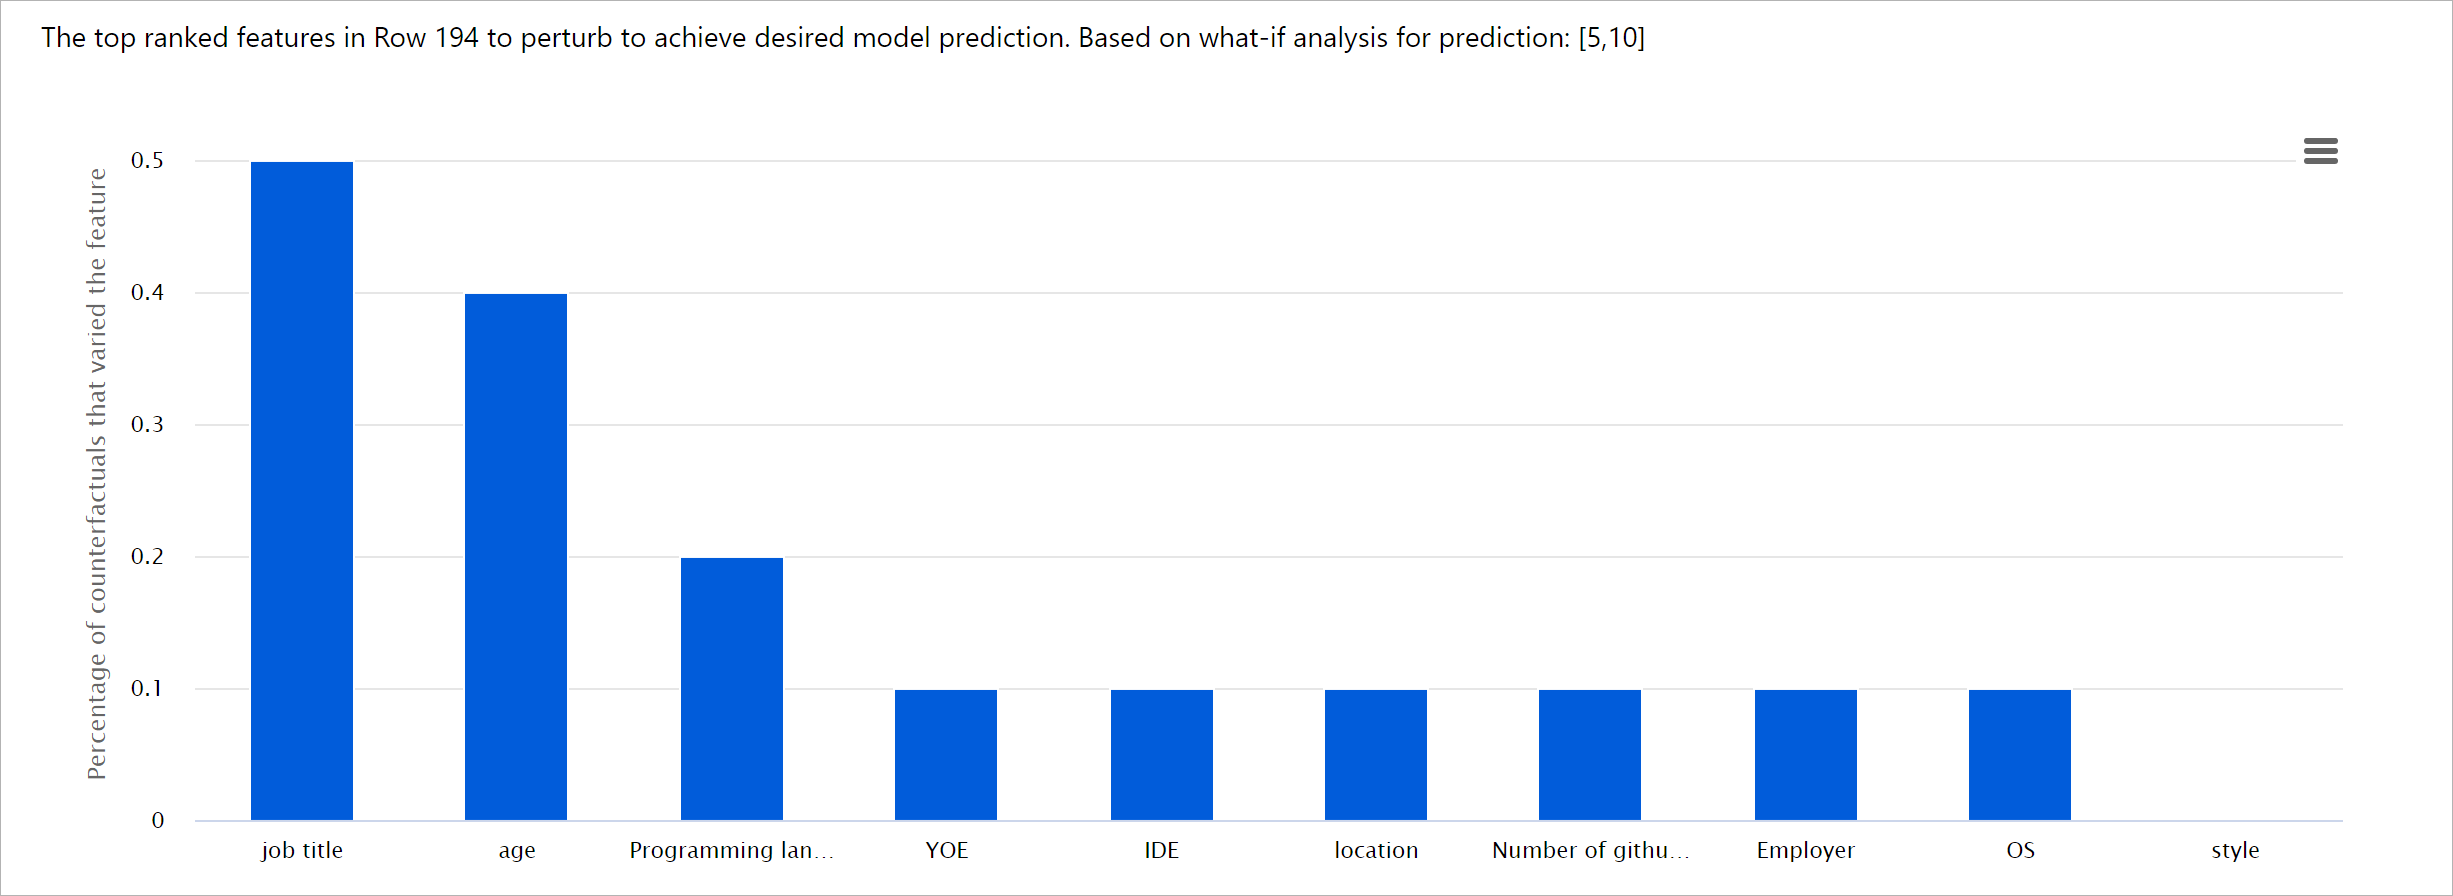 The top ranked features in Row 194 to perturb to achieve desired model prediction. Based on what-if analysis for prediction: [5,10]
Percentage of counterfactuals that varied the feature
0.5
0.4
0.3
0.2
0.1
0
job title age Programming lan... YOE IDE location Number of githu... Employer OS style